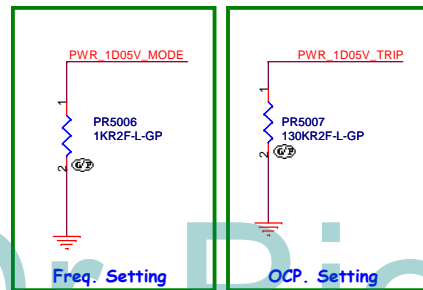 PWR_1D05V_MODE
1
PR5006
1KR2F-L-GP
2
G/P
Freq. Setting
PWR_1D05V_TRIP
1
PR5007
130KR2F-L-GP
2
G/P
OCP. Setting